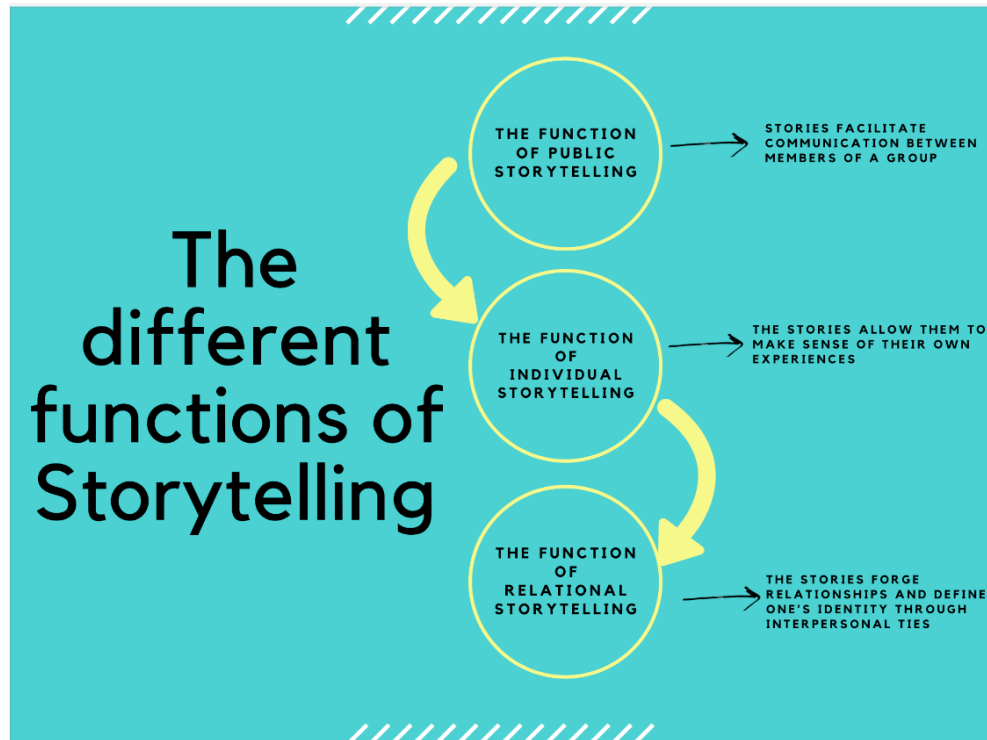 The
different
functions of
Storytelling
THE FUNCTION
OF PUBLIC
STORYTELLING
STORIES FACILITATE
COMMUNICATION BETWEEN
MEMBERS OF A GROUP
THE FUNCTION
OF
INDIVIDUAL
STORYTELLING
THE STORIES ALLOW THEM TO
MAKE SENSE OF THEIR OWN
EXPERIENCES
THE FUNCTION
OF
RELATIONAL
STORYTELLING
THE STORIES FORGE
RELATIONSHIPS AND DEFINE
ONE'S IDENTITY THROUGH
INTERPERSONAL TIES